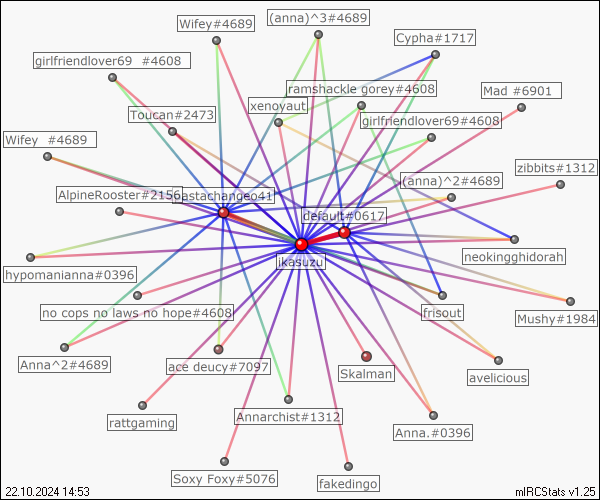 Wifey#4689
(anna)^3#4689
Cypha#1717
girlfriendlover69 #4608
ramshackle gorey#4608
Mad #6901
xenoyaut
Toucan#2473
girlfriendlover69#4608
Wifey #4689
zibbits#1312
(anna)^2#4689
AlpineRooster#2156
astachangeo41
default#0617
neokingghidorah
jkasuzu
hypomanianna#0396
no cops no laws no hope#4608
frisout
Mushy#1984
Anna^2#4689
ace deucy#7097
Skalman
avelicious
rattgaming
Annarchist#1312
Anna.#0396
Soxy Foxy#5076
fakedingo
22.10.2024 14:53
mIRCStats v1.25